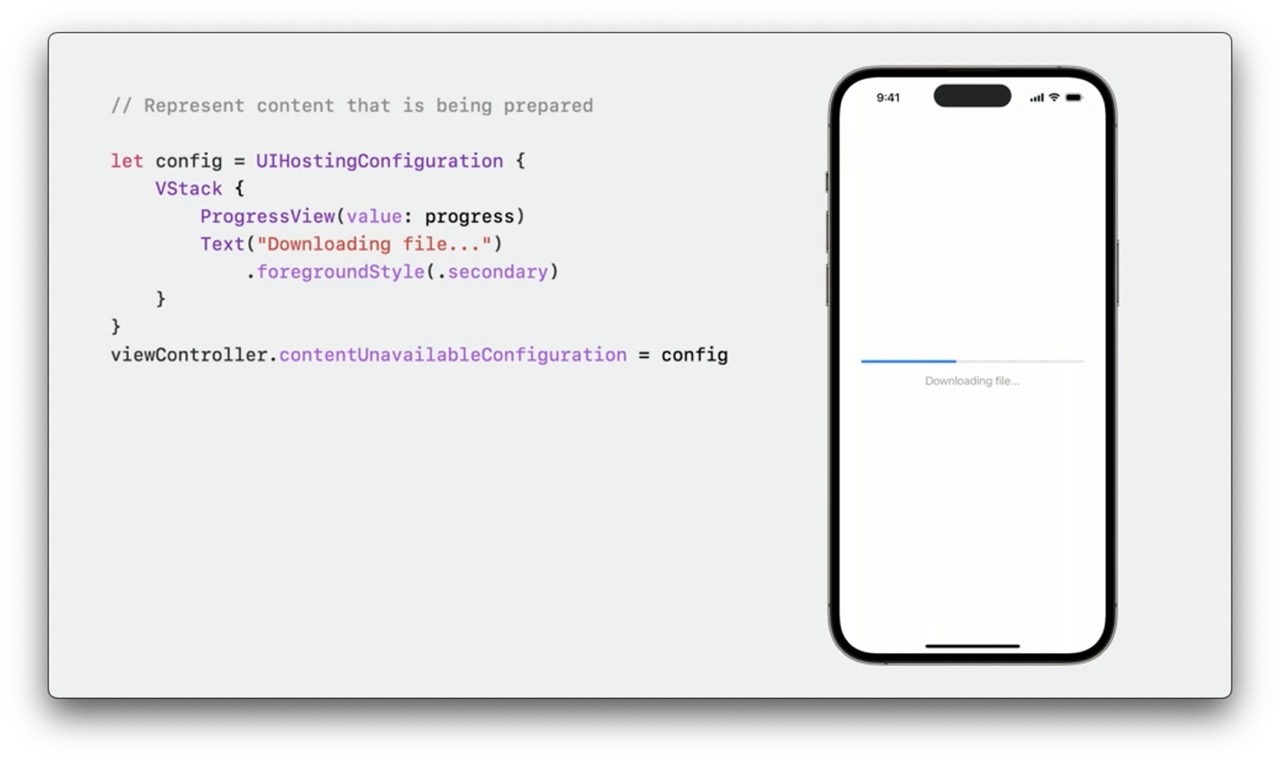 // Represent content that is being prepared
let config = UIHostingConfiguration {
    VStack {
        ProgressView(value: progress)
        Text("Downloading file...")
            .foregroundStyle(.secondary)
    }
}
viewController.contentUnavailableConfiguration = config
9:41
Downloading file...